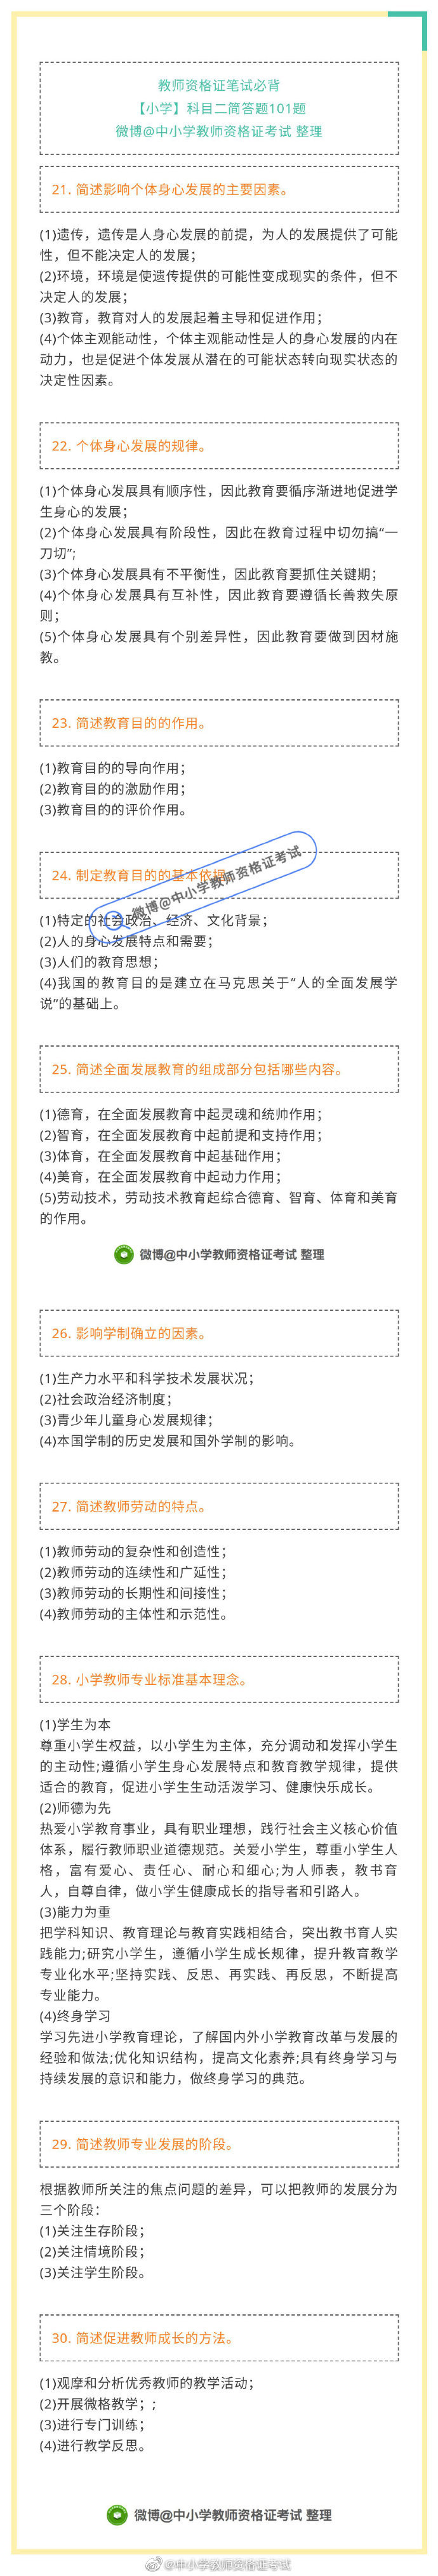 教师资格证笔试必背
【小学】科目二简答题101题
微博@中小学教师资格证考试 整理
21. 简述影响个体身心发展的主要因素。
(1)遗传，遗传是人身心发展的前提，为人的发展提供了可能
性，但不能决定人的发展；
(2)环境，环境是使遗传提供的可能性变成现实的条件，但不
决定人的发展；
(3)教育，教育对人的发展起着主导和促进作用；
(4)个体主观能动性，个体主观能动性是人的身心发展的内在
动力，也是促进个体发展从潜在的可能状态转向现实状态的
决定性因素。
22. 个体身心发展的规律。
(1)个体身心发展具有顺序性，因此教育要循序渐进地促进学
生身心的发展；
(2)个体身心发展具有阶段性，因此在教育过程中切勿搞“一
刀切”;
(3)个体身心发展具有不平衡性，因此教育要抓住关键期；
(4)个体身心发展具有互补性，因此教育要遵循长善救失原
则；
(5)个体身心发展具有个别差异性，因此教育要做到因材施
教。
23. 简述教育目的的作用。
(1)教育目的的导向作用；
(2)教育目的的激励作用；
(3)教育目的的评价作用。
24. 制定教育目的的基本依据。
微博@中小学教师资格证考试
(1)特定的社会政治、经济、文化背景；
(2)人的身心发展特点和需要；
(3)人们的教育思想；
(4)我国的教育目的是建立在马克思关于“人的全面发展学
说”的基础上。
25. 简述全面发展教育的组成部分包括哪些内容。
(1)德育，在全面发展教育中起灵魂和统帅作用；
(2)智育，在全面发展教育中起前提和支持作用；
(3)体育，在全面发展教育中起基础作用；
(4)美育，在全面发展教育中起动力作用；
(5)劳动技术，劳动技术教育起综合德育、智育、体育和美育
的作用。
微博@中小学教师资格证考试 整理
26. 影响学制确立的因素。
(1)生产力水平和科学技术发展状况；
(2)社会政治经济制度；
(3)青少年儿童身心发展规律；
(4)本国学制的历史发展和国外学制的影响。
27. 简述教师劳动的特点。
(1)教师劳动的复杂性和创造性；
(2)教师劳动的连续性和广延性；
(3)教师劳动的长期性和间接性；
(4)教师劳动的主体性和示范性。
28. 小学教师专业标准基本理念。
(1)学生为本
尊重小学生权益，以小学生为主体，充分调动和发挥小学生
的主动性;遵循小学生身心发展特点和教育教学规律，提供
适合的教育，促进小学生生动活泼学习、健康快乐成长。
(2)师德为先
热爱小学教育事业，具有职业理想，践行社会主义核心价值
体系，履行教师职业道德规范。关爱小学生，尊重小学生人
格，富有爱心、责任心、耐心和细心;为人师表，教书育
人，自尊自律，做小学生健康成长的指导者和引路人。
(3)能力为重
把学科知识、教育理论与教育实践相结合，突出教书育人实
践能力;研究小学生，遵循小学生成长规律，提升教育教学
专业化水平;坚持实践、反思、再实践、再反思，不断提高
专业能力。
(4)终身学习
学习先进小学教育理论，了解国内外小学教育改革与发展的
经验和做法;优化知识结构，提高文化素养;具有终身学习与
持续发展的意识和能力，做终身学习的典范。
29. 简述教师专业发展的阶段。
根据教师所关注的焦点问题的差异，可以把教师的发展分为
三个阶段：
(1)关注生存阶段；
(2)关注情境阶段；
(3)关注学生阶段。
30. 简述促进教师成长的方法。
(1)观摩和分析优秀教师的教学活动；
(2)开展微格教学；;
(3)进行专门训练；
(4)进行教学反思。
微博@中小学教师资格证考试 整理
@中小学教师资格证考试